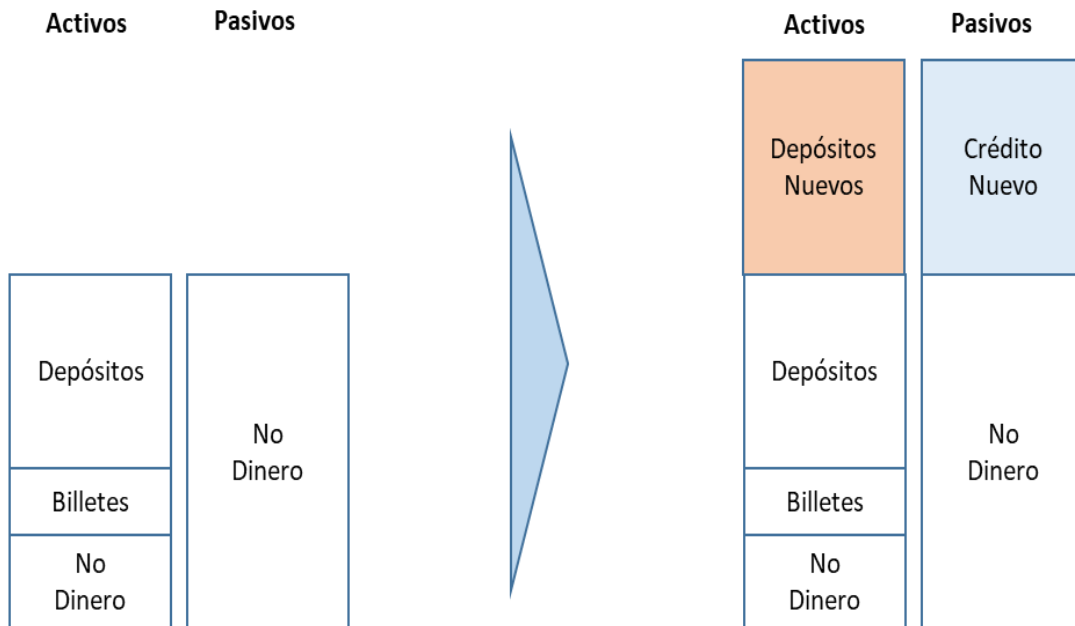 Activos
Pasivos
Depósitos
Billetes
No
Dinero
No
Dinero
Activos
Pasivos
Depósitos
Nuevos
Crédito
Nuevo
Depósitos
Billetes
No
Dinero
No
Dinero